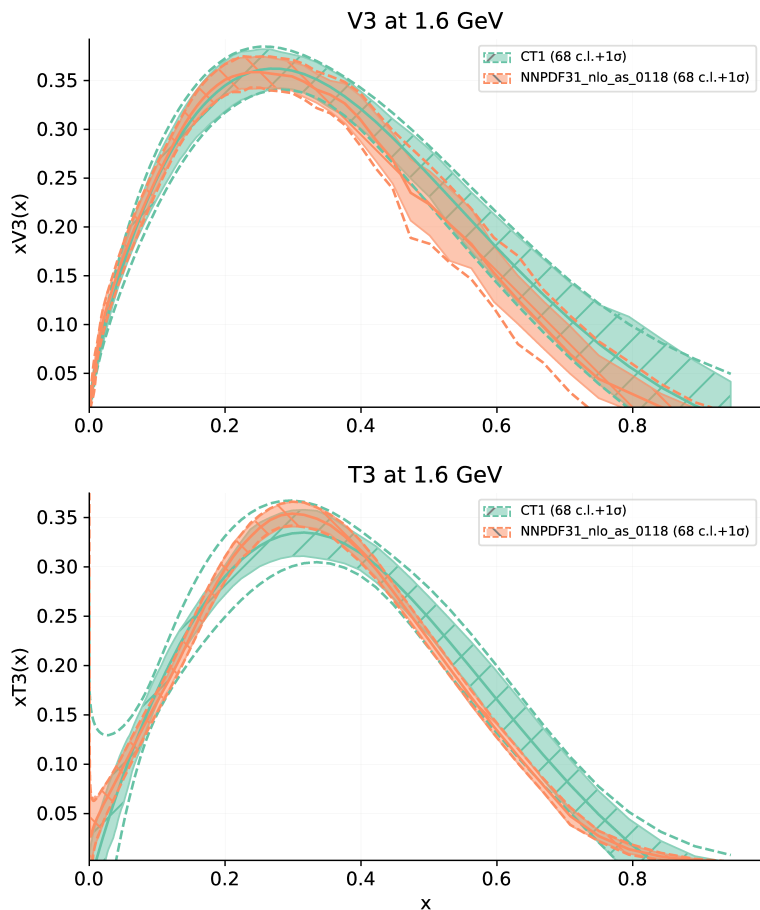 V3 at 1.6 GeV
CT1 (68 c.l.+1σ)
NNPDF31_nlo_as_0118 (68 c.l.+1σ)
xV3(x)
0.35
0.30
0.25
0.20
0.15
0.10
0.05
0.0 0.2 0.4 0.6 0.8
T3 at 1.6 GeV
CT1 (68 c.l.+1σ)
NNPDF31_nlo_as_0118 (68 c.l.+1σ)
xT3(x)
0.35
0.30
0.25
0.20
0.15
0.10
0.05
0.0 0.2 0.4 0.6 0.8
x